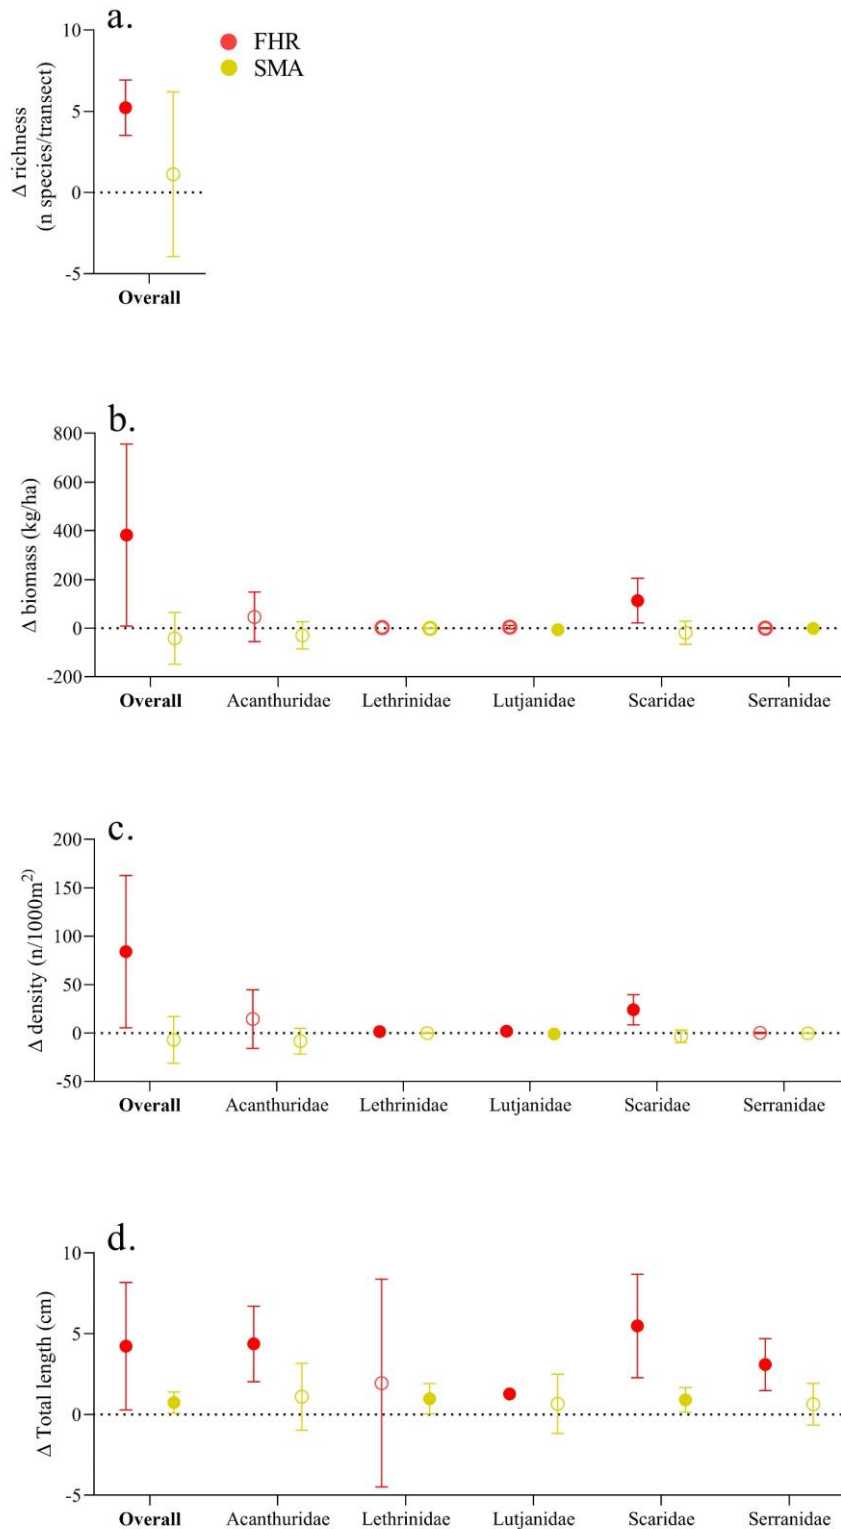 a.
10
5
0
-5
Δ richness
(n species/transect)
FHR
SMA
Overall
b.
800
600
400
200
0
-200
Δ biomass (kg/ha)
Overall Acanthuridae Lethrinidae Lutjanidae Scaridae Serranidae
c.
200
150
100
50
0
-50
Δ density (n/1000m²)
Overall Acanthuridae Lethrinidae Lutjanidae Scaridae Serranidae
d.
10
5
0
-5
Δ Total length (cm)
Overall Acanthuridae Lethrinidae Lutjanidae Scaridae Serranidae